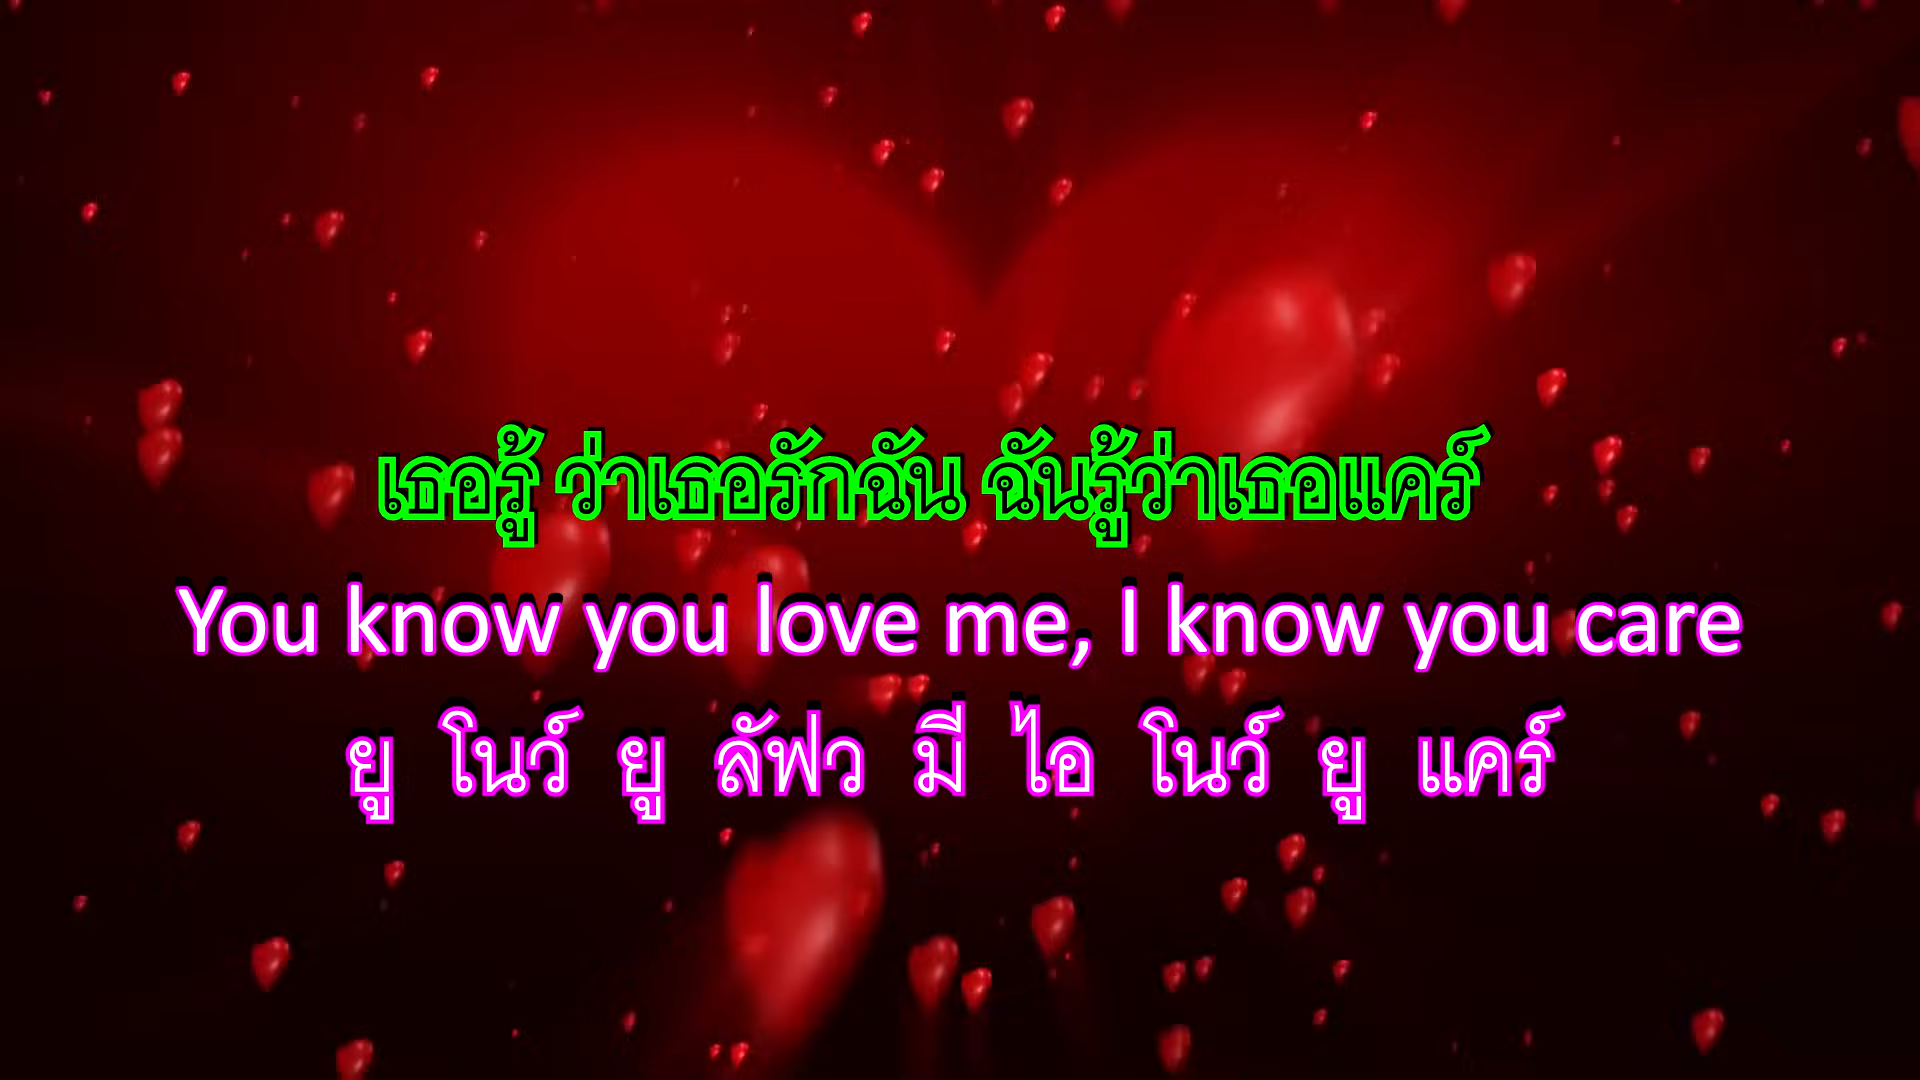 เธอรู้ ว่าเธอรักฉัน ฉันรู้ว่าเธอแคร์
You know you love me, I know you care
ยู โนว์ ยู ลัฟว มี ไอ โนว์ ยู แคร์